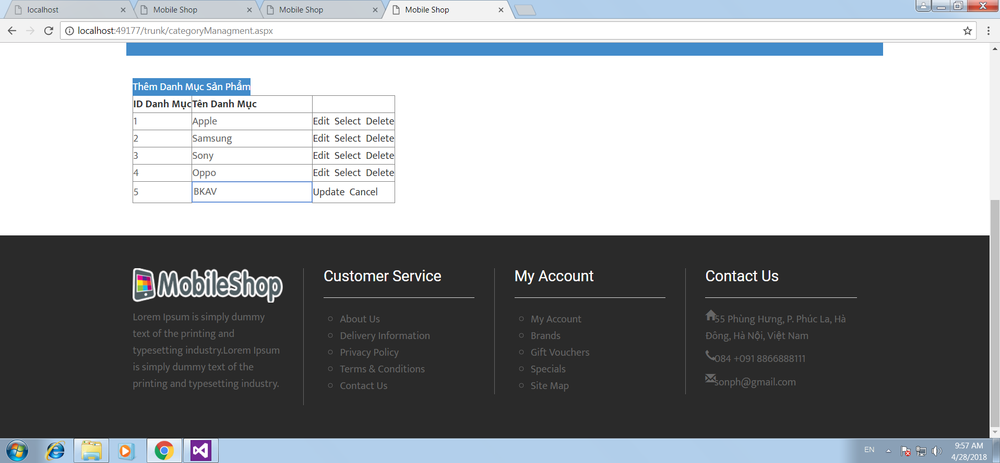 localhost
Mobile Shop
Mobile Shop
Mobile Shop
localhost:49177/trunk/categoryManagment.aspx
Thêm Danh Mục Sản Phẩm
ID Danh Mục Tên Danh Mục
1 Apple Edit Select Delete
2 Samsung Edit Select Delete
3 Sony Edit Select Delete
4 Oppo Edit Select Delete
5 BKAV Update Cancel
MobileShop
Lorem Ipsum is simply dummy
text of the printing and
typesetting industry.Lorem Ipsum
is simply dummy text of the
printing and typesetting industry.
Customer Service
About Us
Delivery Information
Privacy Policy
Terms & Conditions
Contact Us
My Account
My Account
Brands
Gift Vouchers
Specials
Site Map
Contact Us
55 Phùng Hưng, P. Phúc La, Hà
Đông, Hà Nội, Việt Nam
084 +091 8866888111
sonph@gmail.com
EN
9:57 AM
4/28/2018